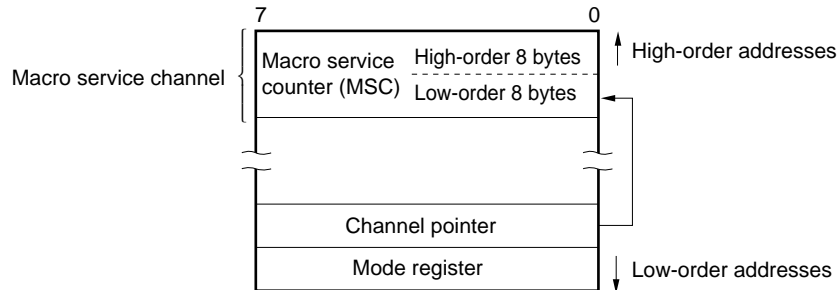 7 0
High-order addresses
Macro service channel
Macro service
counter (MSC)
High-order 8 bytes
Low-order 8 bytes
Channel pointer
Mode register
Low-order addresses